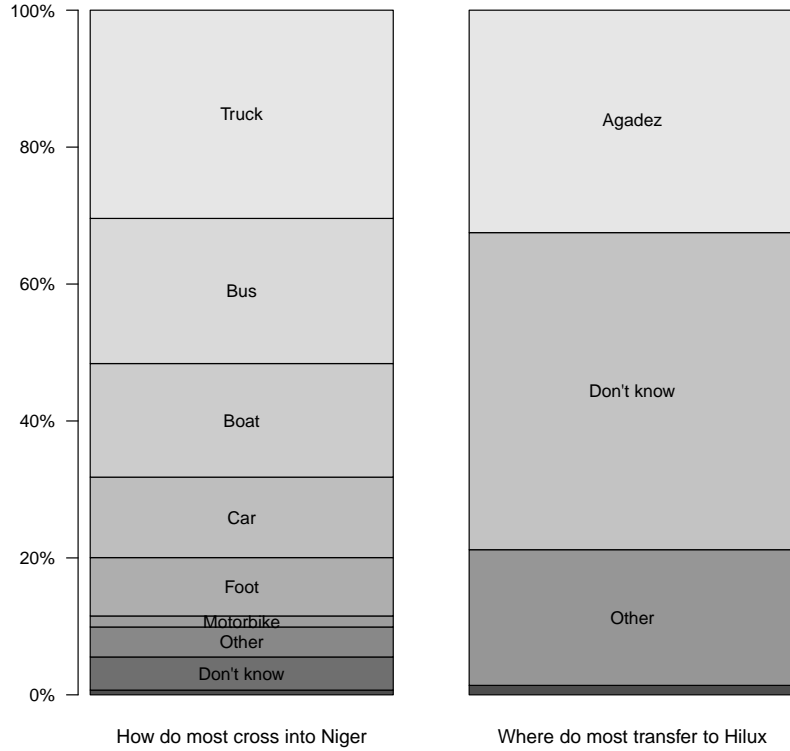 100%
80%
60%
40%
20%
0%
Truck
Bus
Boat
Car
Foot
Motorbike
Other
Don't know
How do most cross into Niger
Agadez
Don't know
Other
Where do most transfer to Hilux